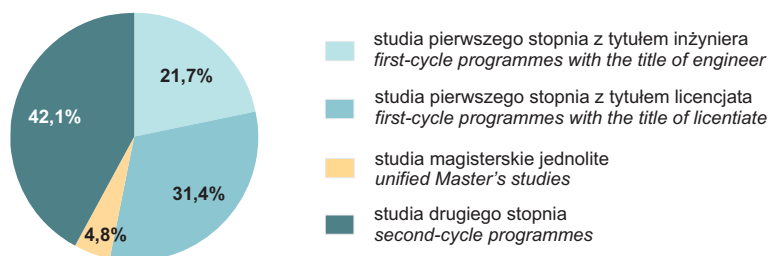 21,7%
42,1%
31,4%
4,8%
studia pierwszego stopnia z tytułem inżyniera
first-cycle programmes with the title of engineer
studia pierwszego stopnia z tytułem licencjata
first-cycle programmes with the title of licentiate
studia magisterskie jednolite
unified Master's studies
studia drugiego stopnia
second-cycle programmes